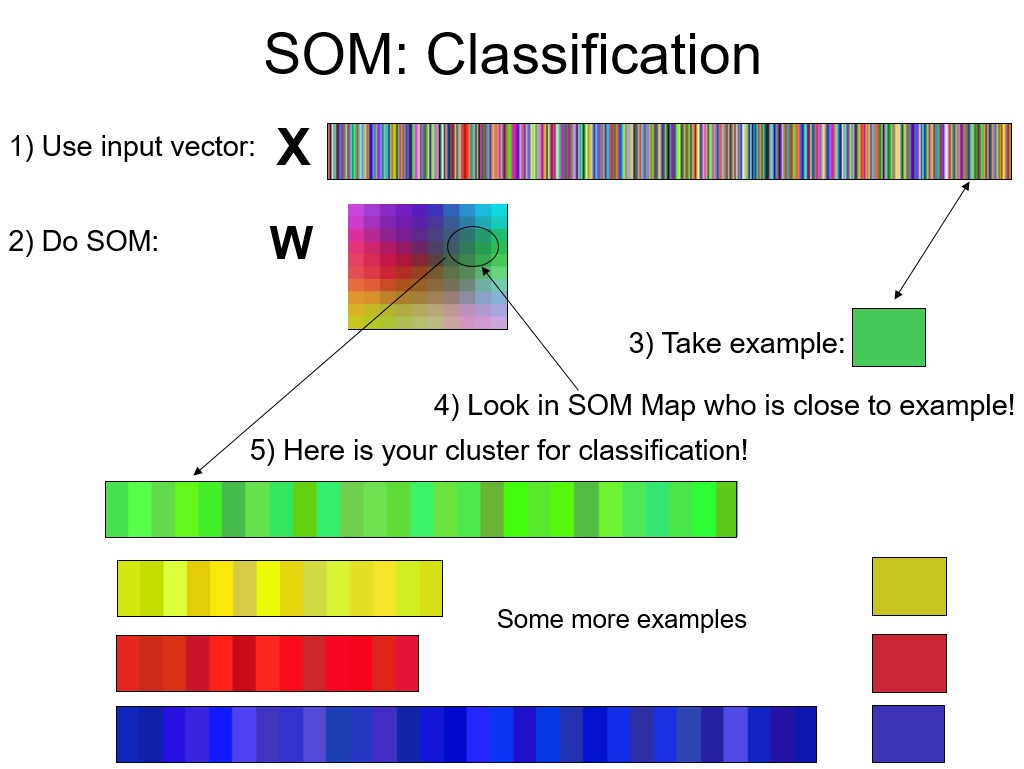 SOM: Classification
1) Use input vector: X
2) Do SOM: W
3) Take example:
4) Look in SOM Map who is close to example!
5) Here is your cluster for classification!
Some more examples